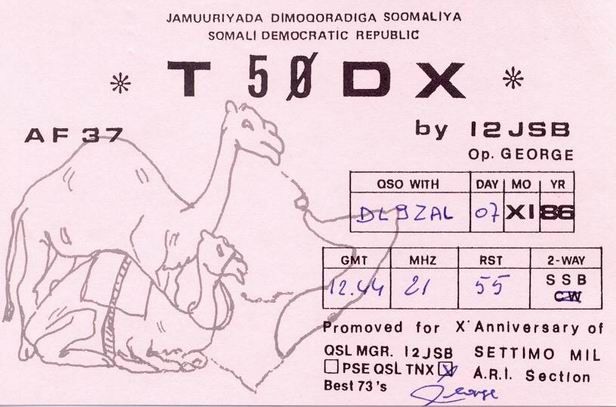 JAMUURIYADA DIMOQORADIGA SOOMALIYA
SOMALI DEMOCRATIC REPUBLIC
* T 5Ø DX *
AF 37
by I2JSB
Op. GEORGE
QSO WITH DAY MO YR
DL9ZAL 07 XI 86
GMT MHZ RST 2-WAY
12.44 21 55 SSB
CW
Promoved for X° Anniversary of
QSL MGR. I2JSB SETTIMO MIL
☐ PSE QSL TNX ☒ A.R.I. Section
Best 73's George